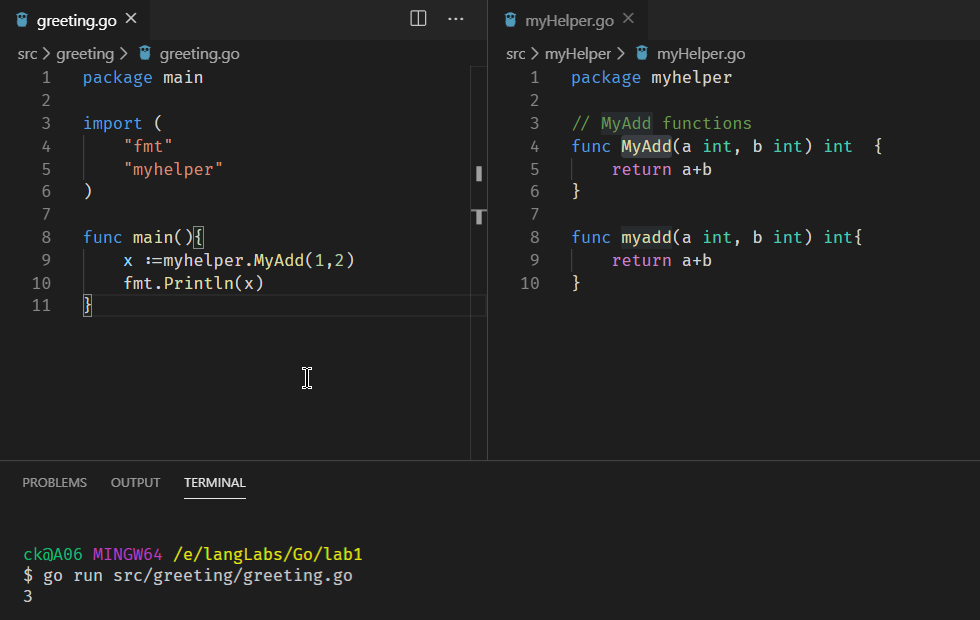 greeting.go
src > greeting > greeting.go
1 package main
2
3 import (
4     "fmt"
5     "myhelper"
6 )
7
8 func main(){
9     x :=myhelper.MyAdd(1,2)
10     fmt.Println(x)
11 }
myHelper.go
src > myHelper > myHelper.go
1 package myhelper
2
3 // MyAdd functions
4 func MyAdd(a int, b int) int  {
5     return a+b
6 }
7
8 func myadd(a int, b int) int{
9     return a+b
10 }
PROBLEMS OUTPUT TERMINAL
ck@A06 MINGW64 /e/langLabs/Go/lab1
$ go run src/greeting/greeting.go
3